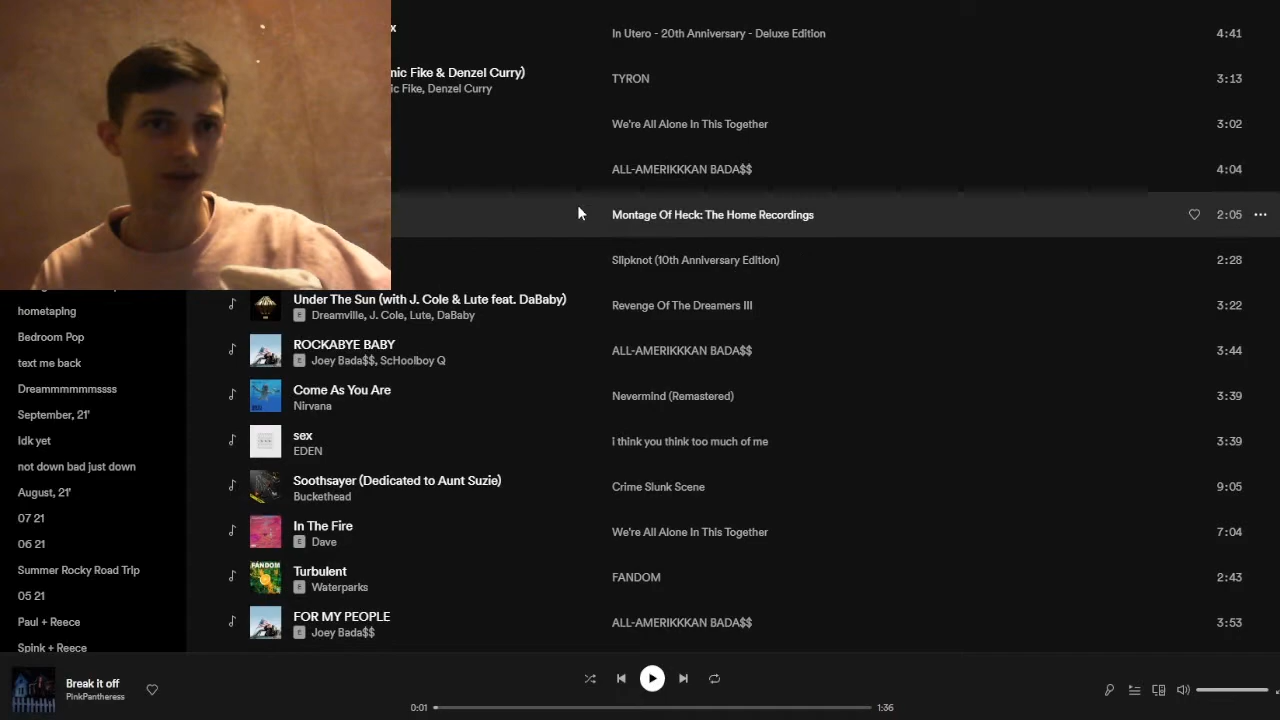 x
In Utero - 20th Anniversary - Deluxe Edition
4:41
nic Fike & Denzel Curry)
ic Fike, Denzel Curry
TYRON
3:13
We're All Alone In This Together
3:02
ALL-AMERIKKKAN BADA$$
4:04
Montage Of Heck: The Home Recordings
2:05
Slipknot (10th Anniversary Edition)
2:28
Under The Sun (with J. Cole & Lute feat. DaBaby)
E Dreamville, J. Cole, Lute, DaBaby
Revenge Of The Dreamers III
3:22
ROCKABYE BABY
E Joey Bada$$, ScHoolboy Q
ALL-AMERIKKKAN BADA$$
3:44
Come As You Are
Nirvana
Nevermind (Remastered)
3:39
sex
EDEN
i think you think too much of me
3:39
Soothsayer (Dedicated to Aunt Suzie)
Buckethead
Crime Slunk Scene
9:05
In The Fire
E Dave
We're All Alone In This Together
7:04
FANDOM
Turbulent
E Waterparks
FANDOM
2:43
FOR MY PEOPLE
E Joey Bada$$
ALL-AMERIKKKAN BADA$$
3:53
hometaping
Bedroom Pop
text me back
Dreammmmmmssss
September, 21'
Idk yet
not down bad just down
August, 21'
07 21
06 21
Summer Rocky Road Trip
05 21
Paul + Reece
Spink + Reece
Break it off
PinkPantheress
0:01
1:36